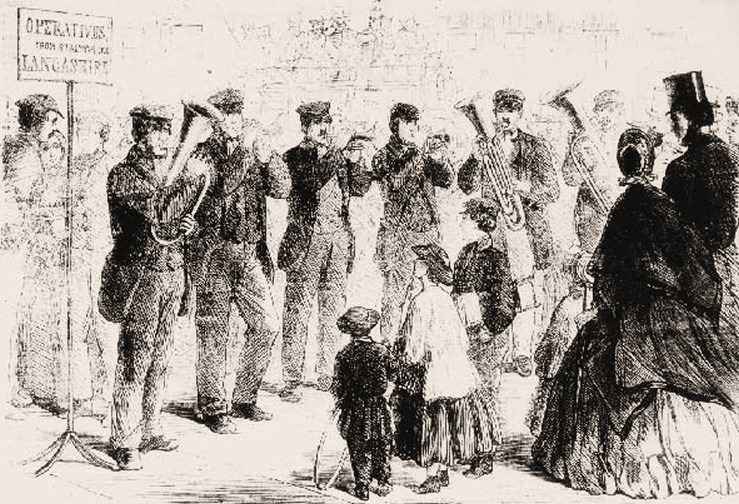 OPERATIVES,
FROM
LANCASHIRE